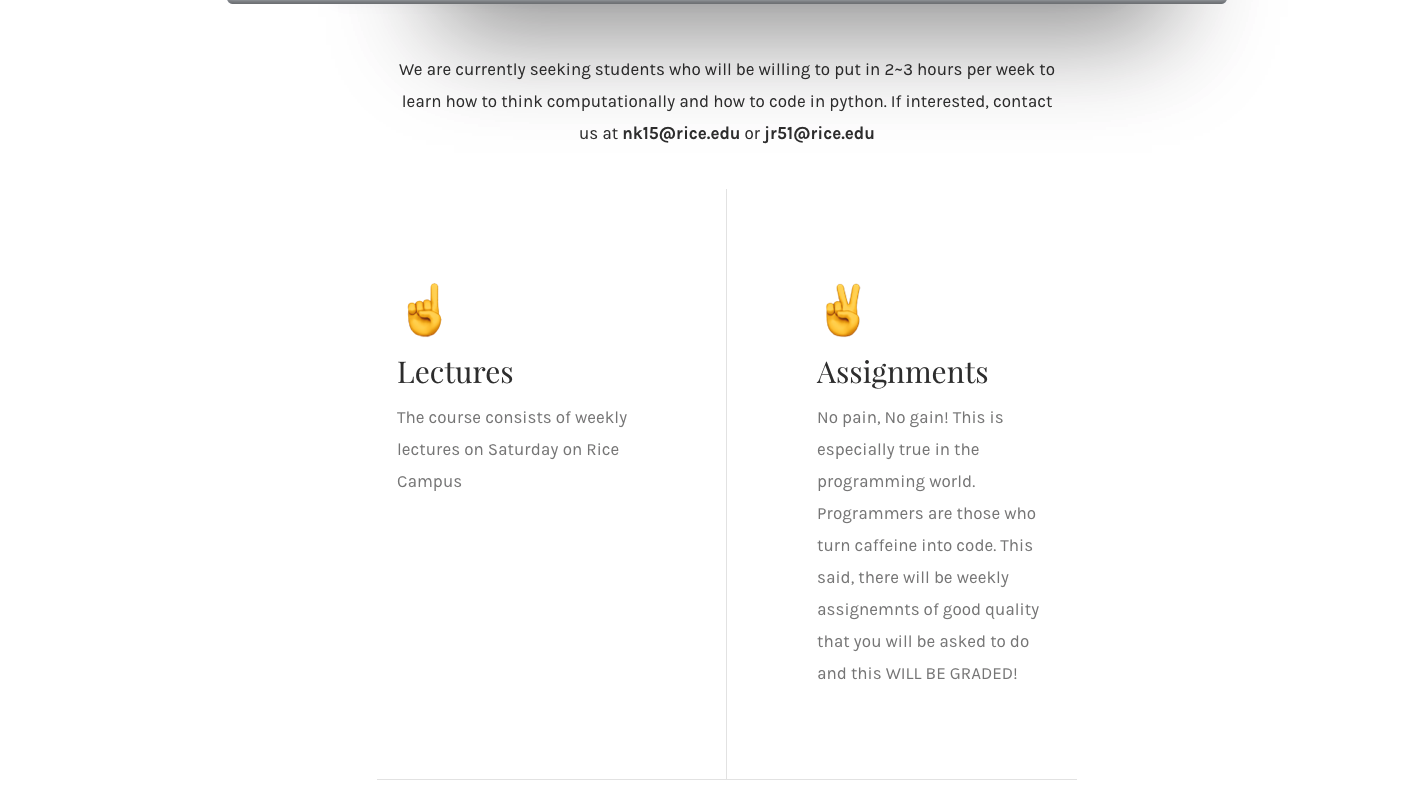 We are currently seeking students who will be willing to put in 2~3 hours per week to
learn how to think computationally and how to code in python. If interested, contact
us at nk15@rice.edu or jr51@rice.edu
Lectures
The course consists of weekly
lectures on Saturday on Rice
Campus
Assignments
No pain, No gain! This is
especially true in the
programming world.
Programmers are those who
turn caffeine into code. This
said, there will be weekly
assignemnts of good quality
that you will be asked to do
and this WILL BE GRADED!